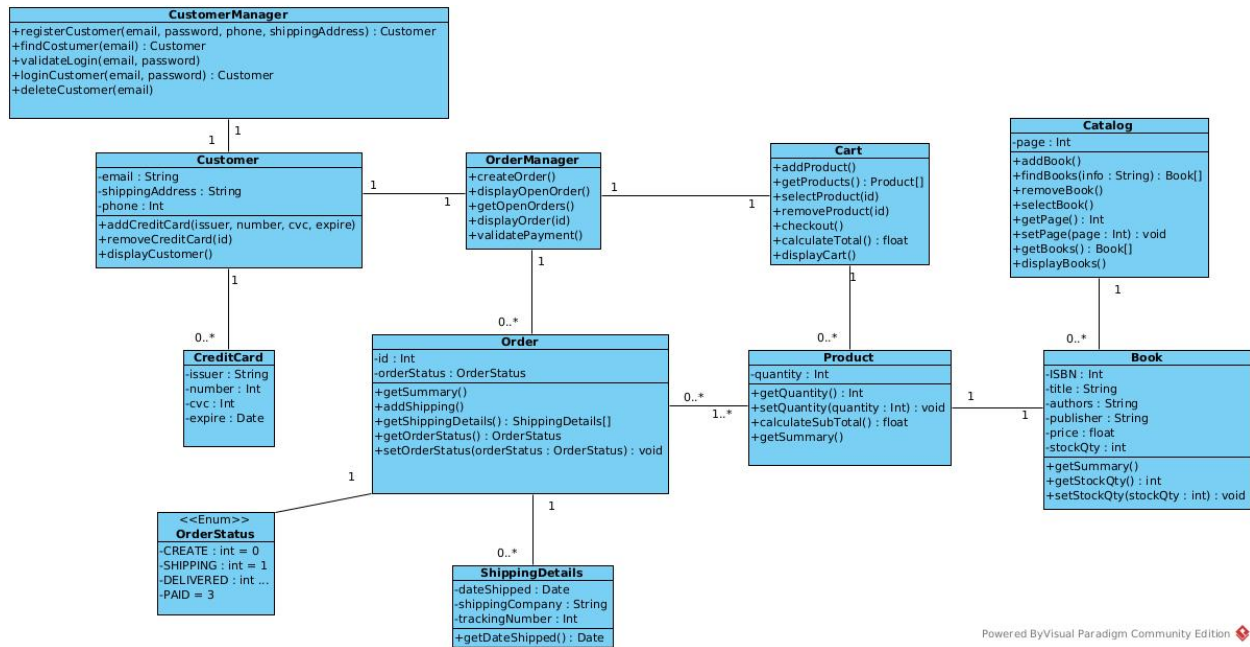 CustomerManager
+registerCustomer(email, password, phone, shippingAddress) : Customer
+findCostumer(email) : Customer
+validateLogin(email, password)
+loginCustomer(email, password) : Customer
+deleteCustomer(email)
1
1
Customer
-email : String
-shippingAddress : String
-phone : Int
+addCreditCard(issuer, number, cvc, expire)
+removeCreditCard(id)
+displayCustomer()
1
1
OrderManager
+createOrder()
+displayOpenOrder()
+getOpenOrders()
+displayOrder(id)
+validatePayment()
1
1
Cart
+addProduct()
+getProducts() : Product[]
+selectProduct(id)
+removeProduct(id)
+checkout()
+calculateTotal() : float
+displayCart()
Catalog
-page : Int
+addBook()
+findBooks(info : String) : Book[]
+removeBook()
+selectBook()
+getPage() : Int
+setPage(page : Int) : void
+getBooks() : Book[]
+displayBooks()
1
0..*
1
0..*
1
0..*
1
0..*
CreditCard
-issuer : String
-number : Int
-cvc : Int
-expire : Date
Order
-id : Int
-orderStatus : OrderStatus
+getSummary()
+addShipping()
+getShippingDetails() : ShippingDetails[]
+getOrderStatus() : OrderStatus
+setOrderStatus(orderStatus : OrderStatus) : void
0..*
1..*
Product
-quantity : Int
+getQuantity() : Int
+setQuantity(quantity : Int) : void
+calculateSubTotal() : float
+getSummary()
1
1
Book
-ISBN : Int
-title : String
-authors : String
-publisher : String
-price : float
-stockQty : int
+getSummary()
+getStockQty() : int
+setStockQty(stockQty : int) : void
1
1
0..*
<<Enum>>
OrderStatus
-CREATE : int = 0
-SHIPPING : int = 1
-DELIVERED : int ...
-PAID = 3
ShippingDetails
-dateShipped : Date
-shippingCompany : String
-trackingNumber : Int
+getDateShipped() : Date
Powered ByVisual Paradigm Community Edition